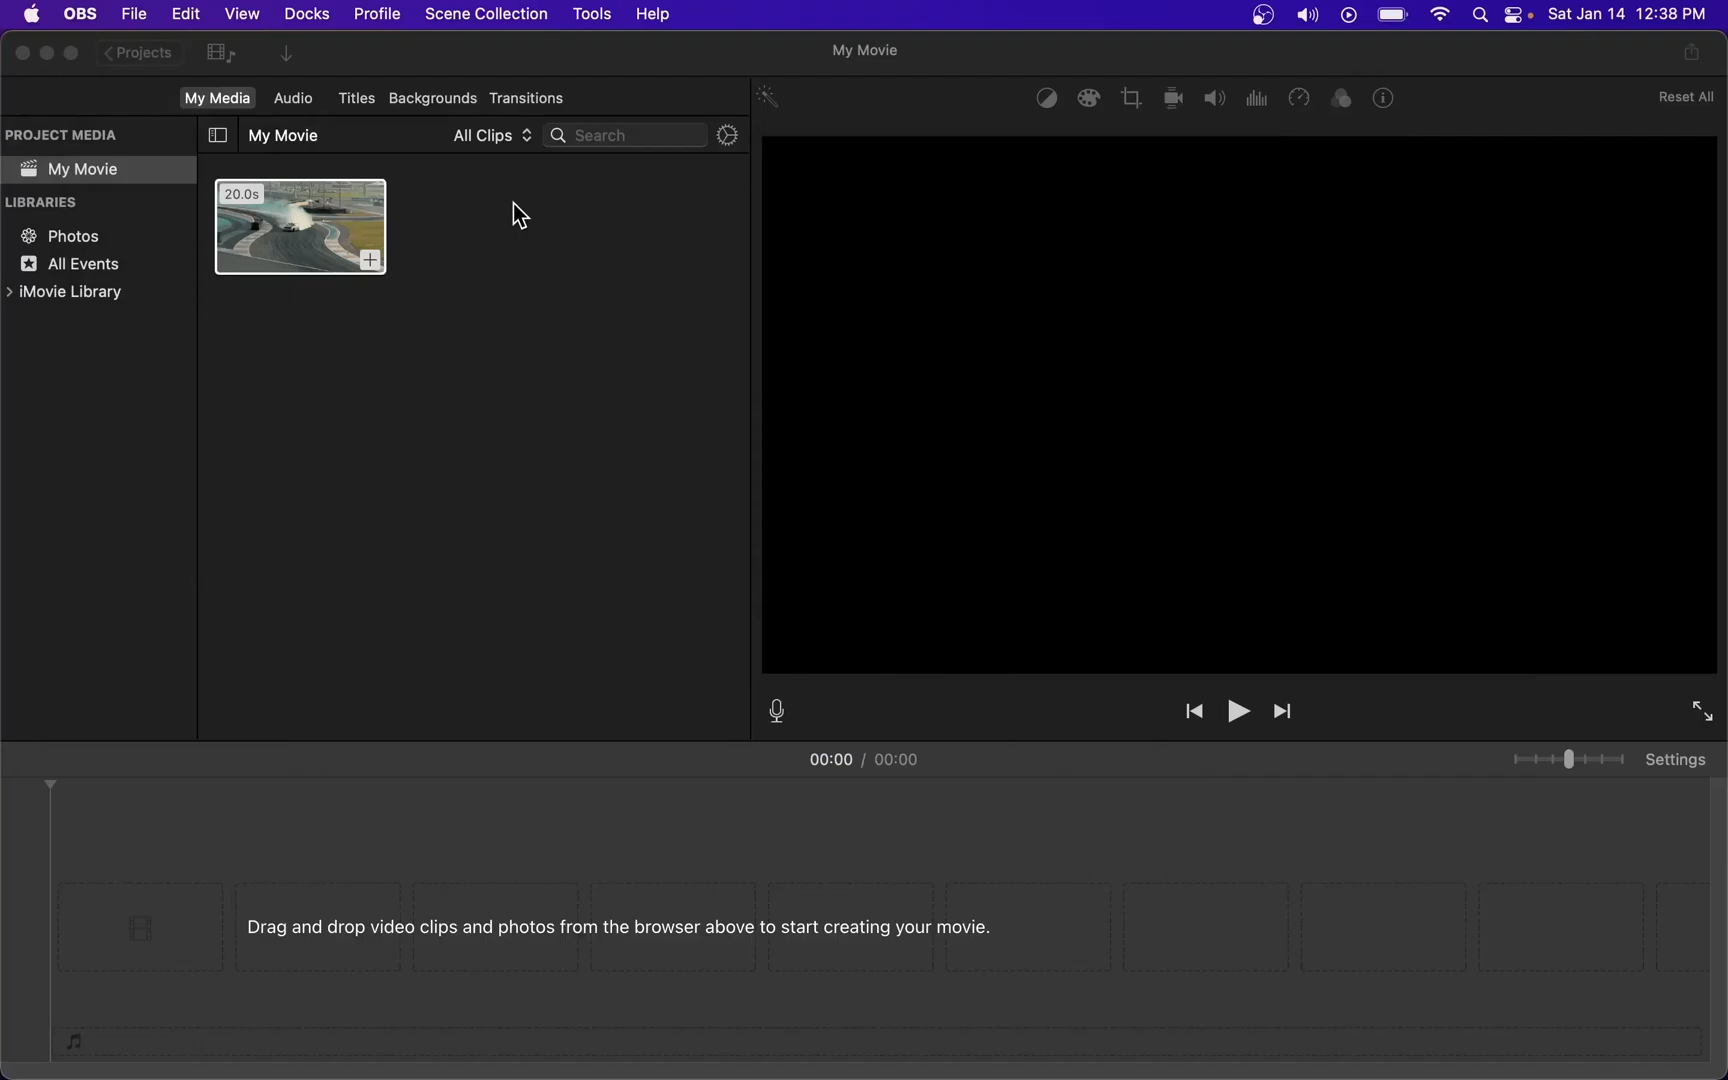 OBS File Edit View Docks Profile Scene Collection Tools Help Sat Jan 14 12:38 PM
Projects My Movie
My Media Audio Titles Backgrounds Transitions Reset All
PROJECT MEDIA My Movie All Clips Search
My Movie
LIBRARIES
20.0s
Photos
All Events
iMovie Library
00:00 / 00:00 Settings
Drag and drop video clips and photos from the browser above to start creating your movie.